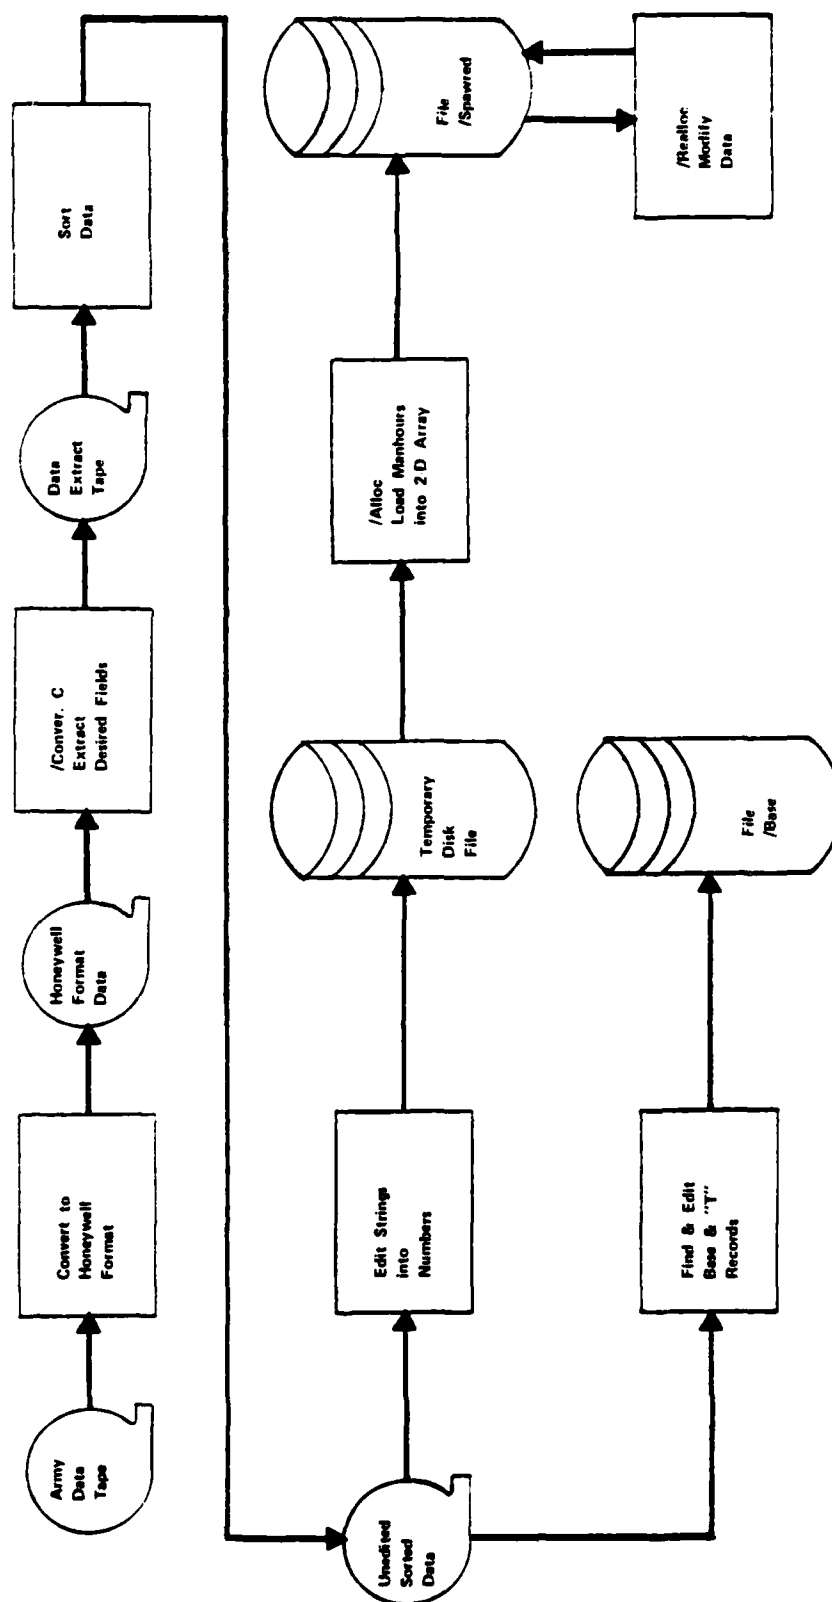 Army
Data
Tape
Convert to
Honeywell
Format
Honeywell
Format
Data
/Conver. C
Extract
Desired Fields
Data
Extract
Tape
Sort
Data
Unedited
Sorted
Data
Edit Strings
into
Numbers
Temporary
Disk
File
/Alloc
Load Manhours
into 2-D Array
File
/Spawred
/Realloc
Modify
Data
Find & Edit
Base & "T"
Records
File
/Base